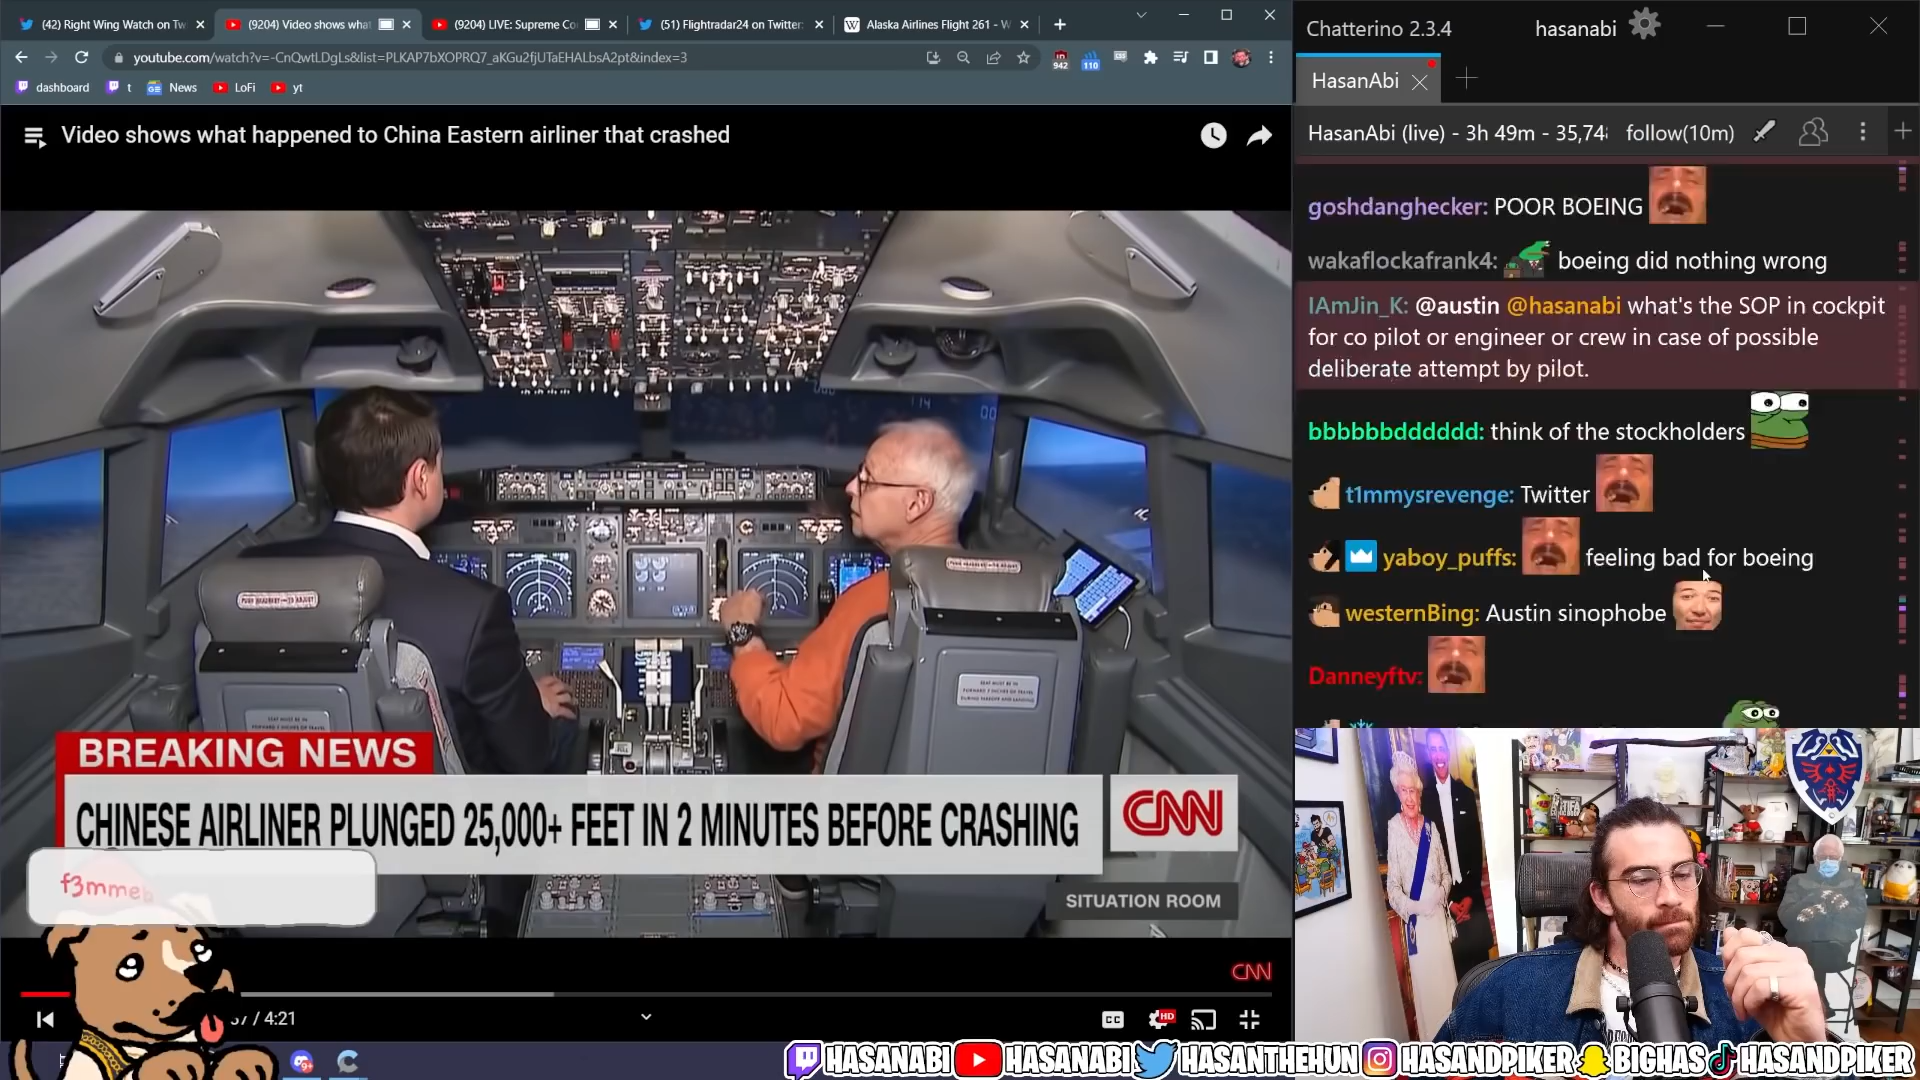 (42) Right Wing Watch on Tw
(9204) Video shows what
(9204) LIVE: Supreme Co
(51) Flightradar24 on Twitter:
Alaska Airlines Flight 261 - W
youtube.com/watch?v=-CnQwtLDgLs&list=PLKAP7bXOPRQ7_aKGu2fjUTaEHALbsA2pt&index=3
942
110
dashboard
t
News
LoFi
yt
Video shows what happened to China Eastern airliner that crashed
BREAKING NEWS
CHINESE AIRLINER PLUNGED 25,000+ FEET IN 2 MINUTES BEFORE CRASHING
CNN
SITUATION ROOM
f3mmeb
CNN
37 / 4:21
CC
HD
Chatterino 2.3.4
hasanabi
HasanAbi
HasanAbi (live) - 3h 49m - 35,74
follow(10m)
goshdanghecker: POOR BOEING
wakaflockafrank4: boeing did nothing wrong
IAmJin_K: @austin @hasanabi what's the SOP in cockpit
for co pilot or engineer or crew in case of possible
deliberate attempt by pilot.
bbbbbbdddddd: think of the stockholders
t1mmysrevenge: Twitter
yaboy_puffs: feeling bad for boeing
westernBing: Austin sinophobe
Danneyftv:
HASANABI
HASANABI
HASANTHEHUN
HASANDPIKER
BIGHAS
HASANDPIKER